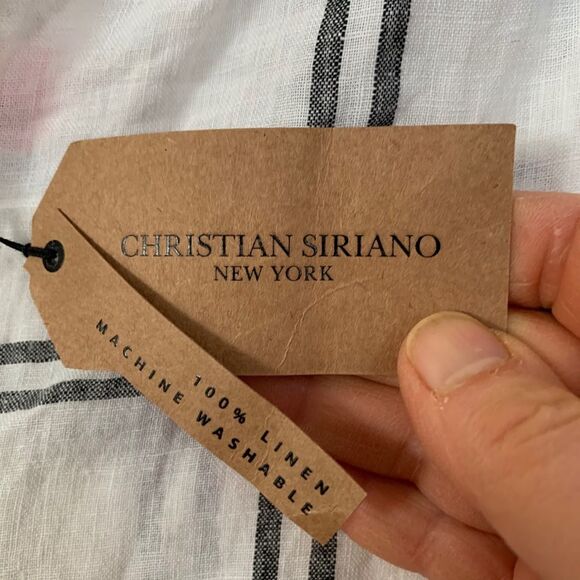 CHRISTIAN SIRIANO
NEW YORK
100% LINEN
MACHINE WASHABLE